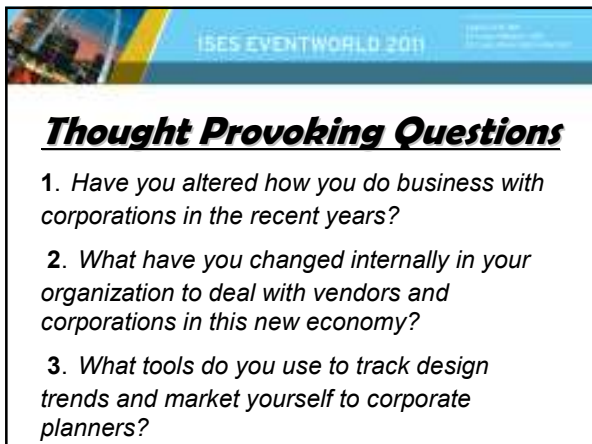 ISES EVENTWORLD 2011
Thought Provoking Questions
1. Have you altered how you do business with
corporations in the recent years?
2. What have you changed internally in your
organization to deal with vendors and
corporations in this new economy?
3. What tools do you use to track design
trends and market yourself to corporate
planners?